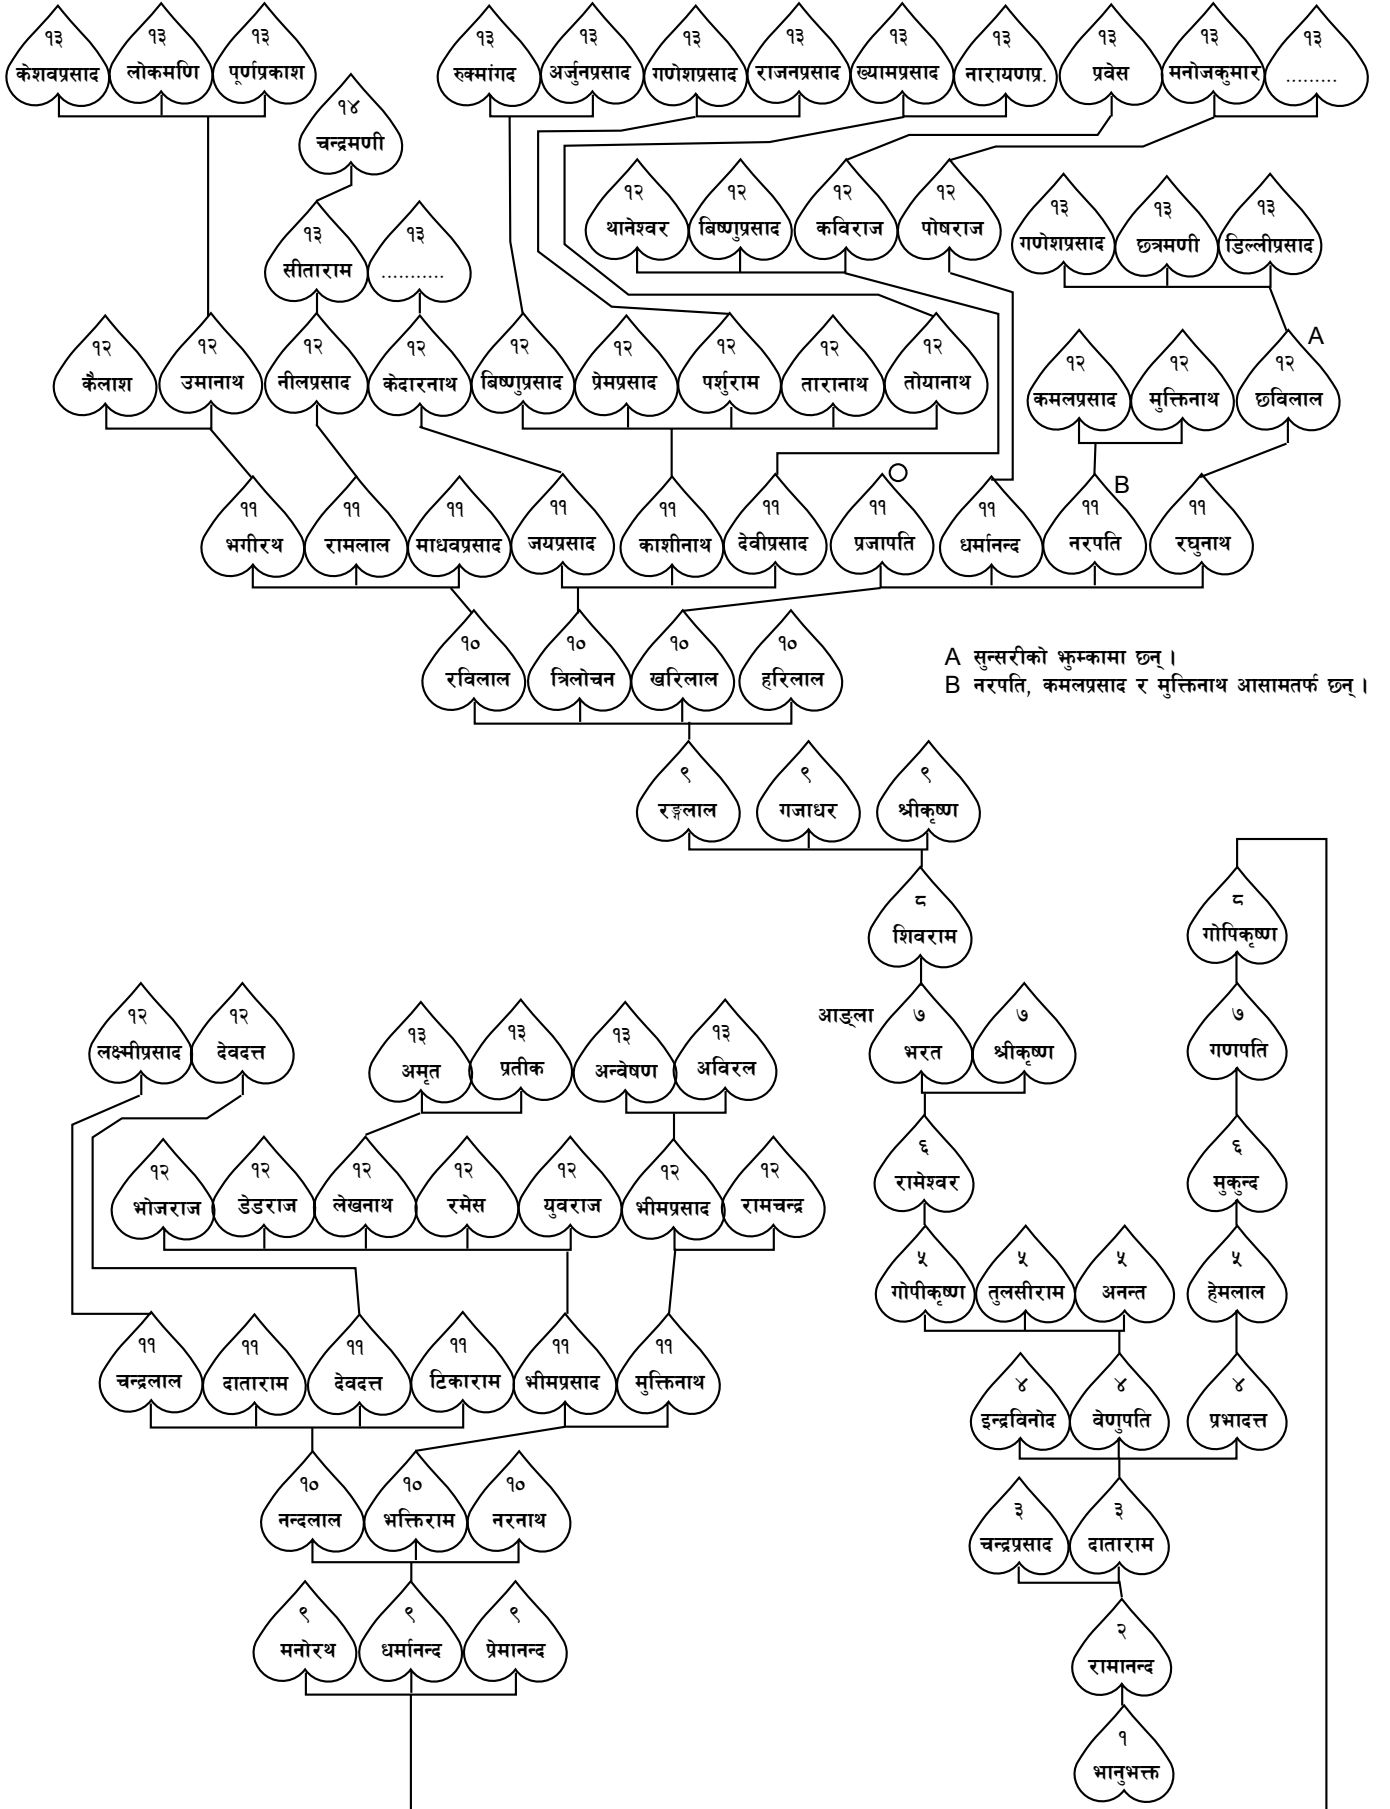 १३ १३ १३ १३ १३ १३ १३ १३ १३ १३ १३ १३
केशवप्रसाद लोकमणि पूर्णप्रकाश रुक्मांगद अर्जुनप्रसाद गणेशप्रसाद राजनप्रसाद ख्यामप्रसाद नारायणप्र. प्रवेस मनोजकुमार .........
१४
चन्द्रमणी
१२ १२ १२ १२ १३ १३ १३
थानेश्वर बिष्णुप्रसाद कविराज पोषराज गणेशप्रसाद छत्रमणी डिल्लीप्रसाद
१३ १३
सीताराम ...........
A
१२ १२ १२ १२ १२ १२ १२ १२ १२ १२ १२ १२
कैलाश उमानाथ नीलप्रसाद केदारनाथ बिष्णुप्रसाद प्रेमप्रसाद पर्शुराम तारानाथ तोयानाथ कमलप्रसाद मुक्तिनाथ छविलाल
B
११ ११ ११ ११ ११ ११ ११ ११ ११ ११
भगीरथ रामलाल माधवप्रसाद जयप्रसाद काशीनाथ देवीप्रसाद प्रजापति धर्मानन्द नरपति रघुनाथ
१० १० १० १०
रविलाल त्रिलोचन खरिलाल हरिलाल
A सुन्सरीको झुम्कामा छन् ।
B नरपति, कमलप्रसाद र मुक्तिनाथ आसामतर्फ छन् ।
९ ९ ९
रङ्गलाल गजाधर श्रीकृष्ण
८ ८
शिवराम गोपिकृष्ण
आङ्ला
७ ७ ७
भरत श्रीकृष्ण गणपति
१२ १२ १३ १३ १३ १३
लक्ष्मीप्रसाद देवदत्त अमृत प्रतीक अन्वेषण अविरल
६ ६
रामेश्वर मुकुन्द
१२ १२ १२ १२ १२ १२ १२
भोजराज डेडराज लेखनाथ रमेस युवराज भीमप्रसाद रामचन्द्र
५ ५ ५ ५
गोपीकृष्ण तुलसीराम अनन्त हेमलाल
११ ११ ११ ११ ११ ११
चन्द्रलाल दाताराम देवदत्त टिकाराम भीमप्रसाद मुक्तिनाथ
४ ४ ४
इन्द्रविनोद वेणुपति प्रभादत्त
१० १० १०
नन्दलाल भक्तिराम नरनाथ
३ ३
चन्द्रप्रसाद दाताराम
९ ९ ९
मनोरथ धर्मानन्द प्रेमानन्द
२
रामानन्द
१
भानुभक्त